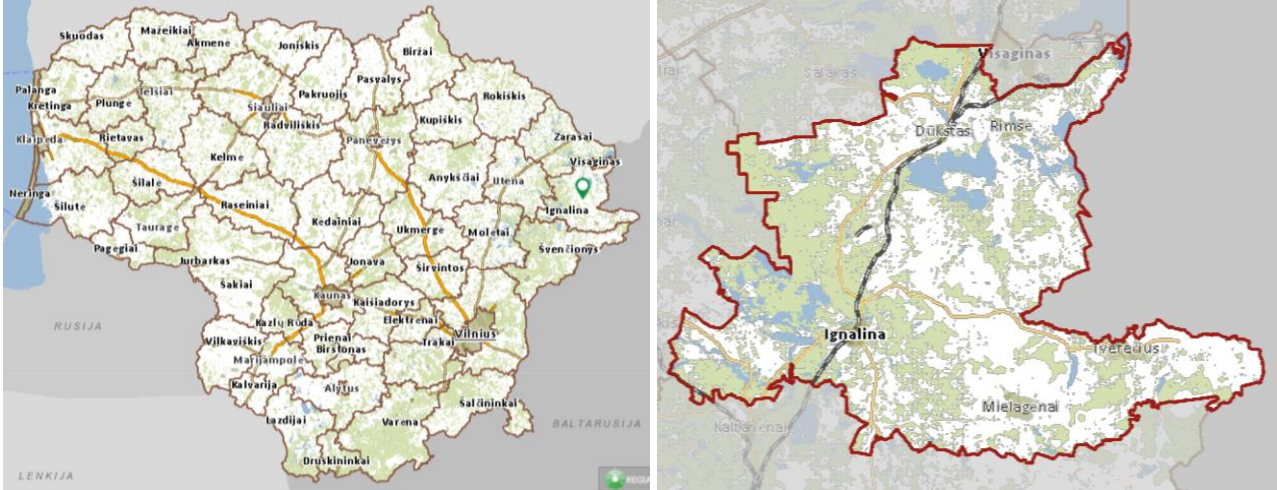 Skuodas
Mažeikiai
Akmenė
Joniškis
Biržai
Pasvalys
Palanga
Kretinga
Plungė
Telšiai
Šiauliai
Pakruojis
Rokiškis
Kupiškis
Radviliškis
Klaipėda
Rietavas
Panevėžys
Zarasai
Kelmė
Visaginas
Anykščiai
Utena
Neringa
Šilalė
Šilutė
Raseiniai
Ignalina
Kėdainiai
Ukmergė
Molėtai
Tauragė
Pagėgiai
Švenčionys
Jurbarkas
Jonava
Širvintos
Šakiai
Kaunas
Kaišiadorys
Elektrėnai
Kazlų Rūda
Vilnius
Vilkaviškis
Prienai
Trakai
Birštonas
Marijampolė
Kalvarija
Alytus
Šalčininkai
Lazdijai
Varėna
Druskininkai
RUSIJA
BALTARUSIJA
LENKIJA
REGIA
Visaginas
Salakas
Dūkštas
Rimšė
Ignalina
Tverečius
Mielagėnai
Kaltanėnai